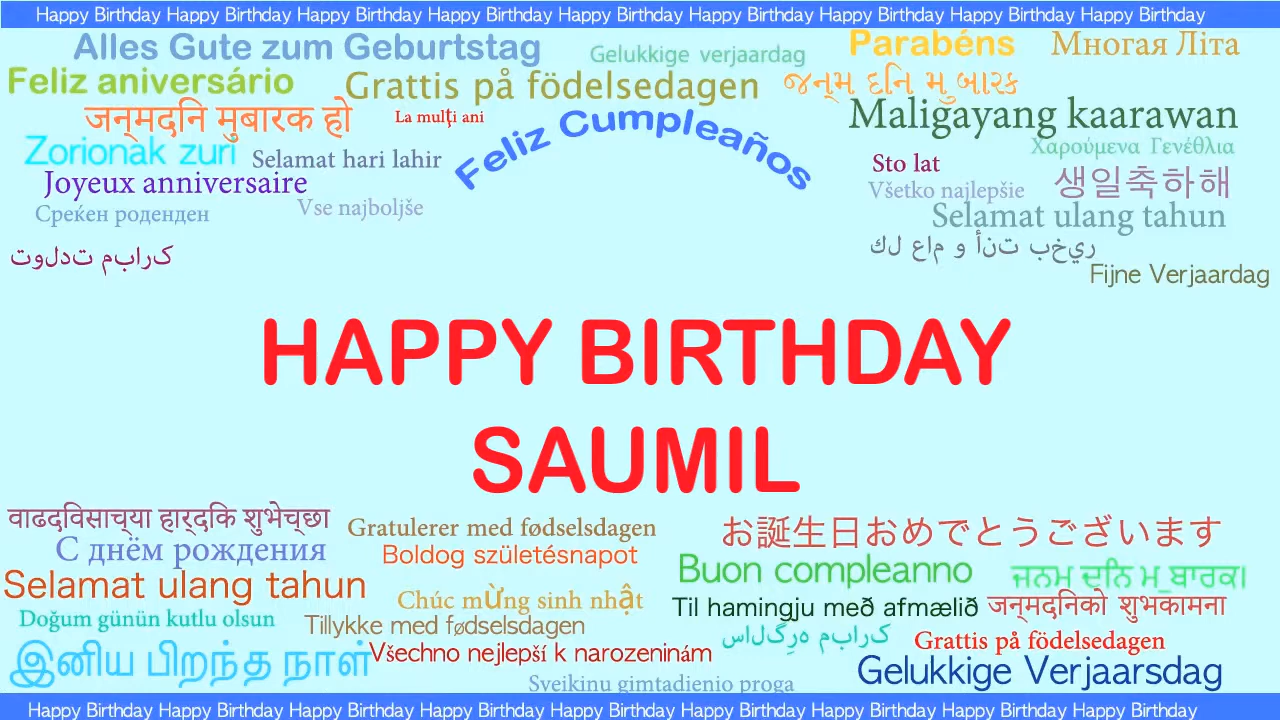 Happy Birthday Happy Birthday Happy Birthday Happy Birthday Happy Birthday Happy Birthday Happy Birthday Happy Birthday Happy Birthday
Alles Gute zum Geburtstag
Gelukkige verjaardag
Parabéns
Многая Літа
Feliz aniversário
Grattis på födelsedagen
જન્મ દનિ મુબારક
जन्मदनि मुबारक हो
La mulţi ani
Feliz Cumpleaños
Maligayang kaarawan
Zorionak zuri
Selamat hari lahir
Χαρούμενα Γενέθλια
Sto lat
Joyeux anniversaire
Všetko najlepšie
생일축하해
Среќен роденден
Vse najboljše
Selamat ulang tahun
تولدت مبارک
كل عام و أنت بخير
Fijne Verjaardag
HAPPY BIRTHDAY
SAUMIL
वाढदविसाच्या हार्दकि शुभेच्छा
Gratulerer med fødselsdagen
お誕生日おめでとうございます
С днём рождения
Boldog születésnapot
Buon compleanno
ਜਨਮ ਦਨਿ ਮੁਬਾਰਕ।
Selamat ulang tahun
Chúc mừng sinh nhật
Til hamingju með afmælið
जन्मदनिको शुभकामना
Doğum günün kutlu olsun
Tillykke med fødselsdagen
سالگرہ مبارک
Grattis på födelsedagen
இனிய பிறந்த நாள்
Všechno nejlepší k narozeninám
Gelukkige Verjaarsdag
Sveikinu gimtadienio proga
Happy Birthday Happy Birthday Happy Birthday Happy Birthday Happy Birthday Happy Birthday Happy Birthday Happy Birthday Happy Birthday